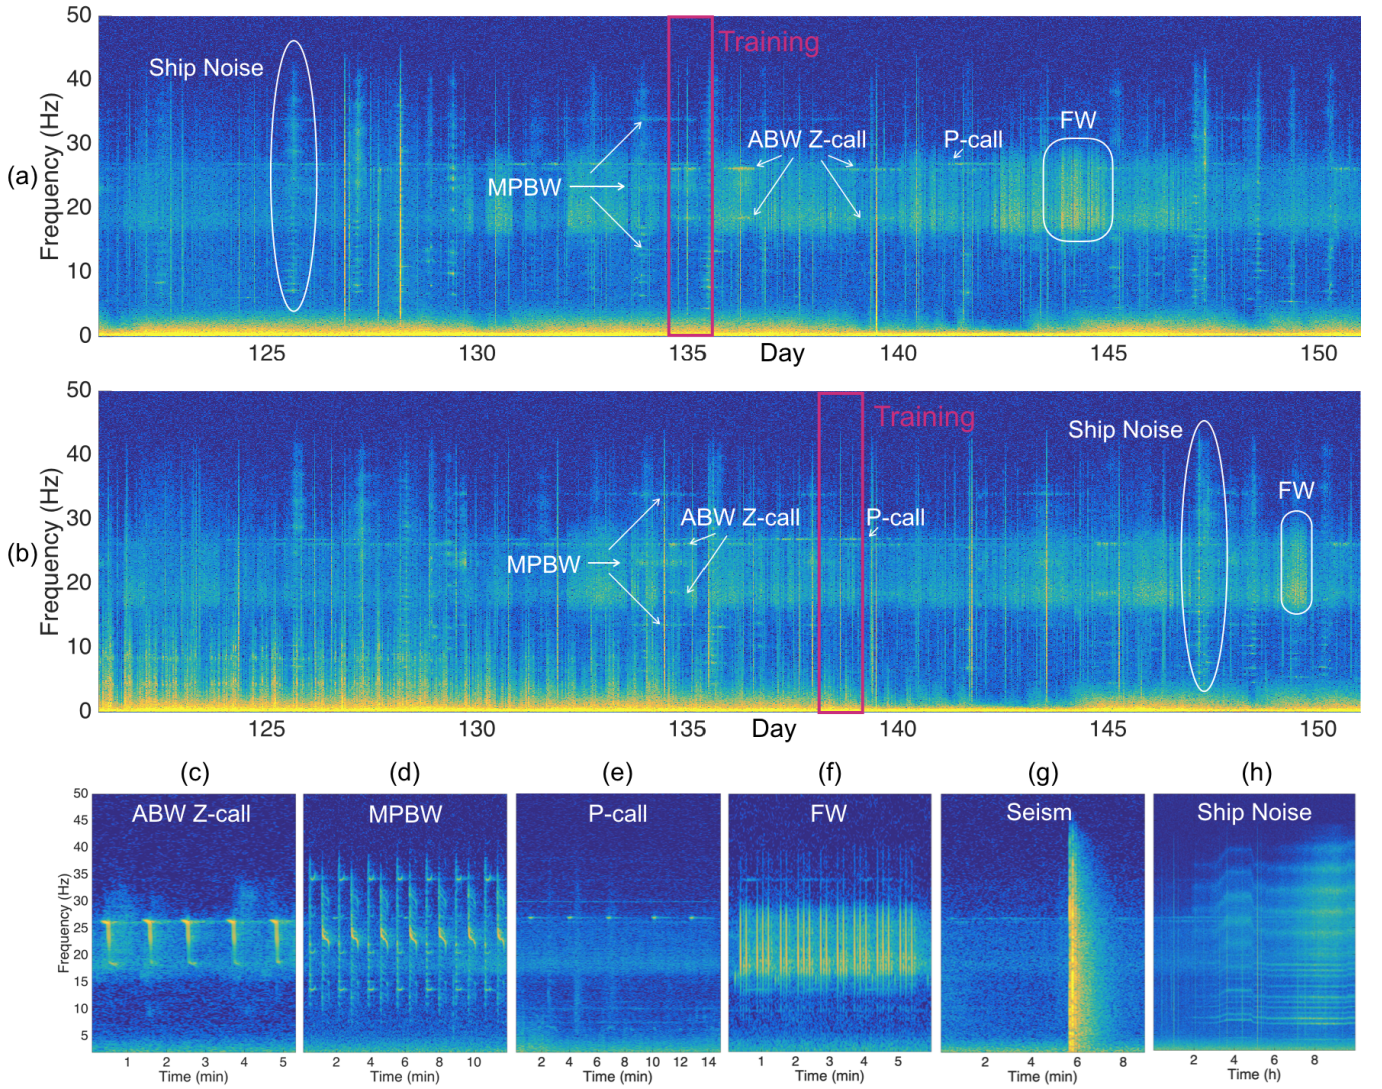 (a)
Frequency (Hz)
50
40
30
20
10
0
Ship Noise
Training
MPBW
ABW Z-call
P-call
FW
125
130
135
Day
140
145
150
(b)
Frequency (Hz)
50
40
30
20
10
0
Training
Ship Noise
FW
ABW Z-call
P-call
MPBW
125
130
135
Day
140
145
150
(c)
(d)
(e)
(f)
(g)
(h)
Frequency (Hz)
50
45
40
35
30
25
20
15
10
5
ABW Z-call
1 2 3 4 5
Time (min)
MPBW
2 4 6 8 10
Time (min)
P-call
2 4 6 8 10 12 14
Time (min)
FW
1 2 3 4 5
Time (min)
Seism
2 4 6 8
Time (min)
Ship Noise
2 4 6 8
Time (h)